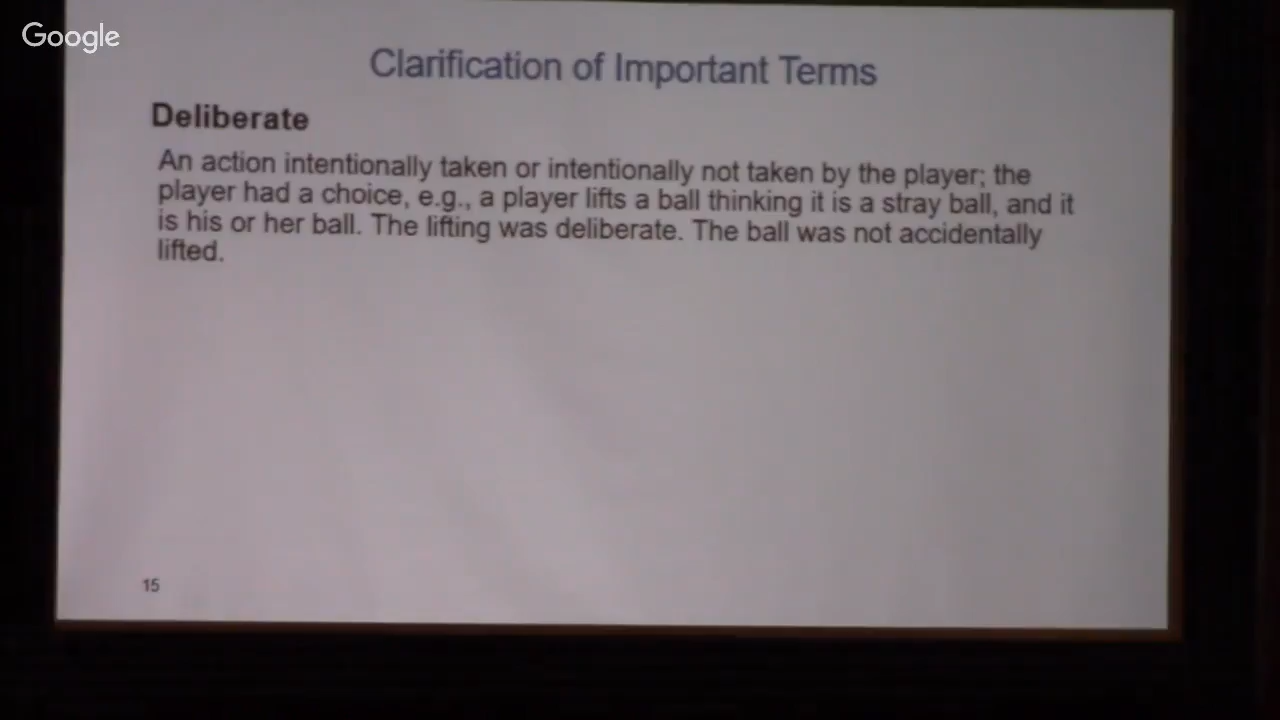 Google
Clarification of Important Terms
Deliberate
An action intentionally taken or intentionally not taken by the player; the
player had a choice, e.g., a player lifts a ball thinking it is a stray ball, and it
is his or her ball. The lifting was deliberate. The ball was not accidentally
lifted.
15